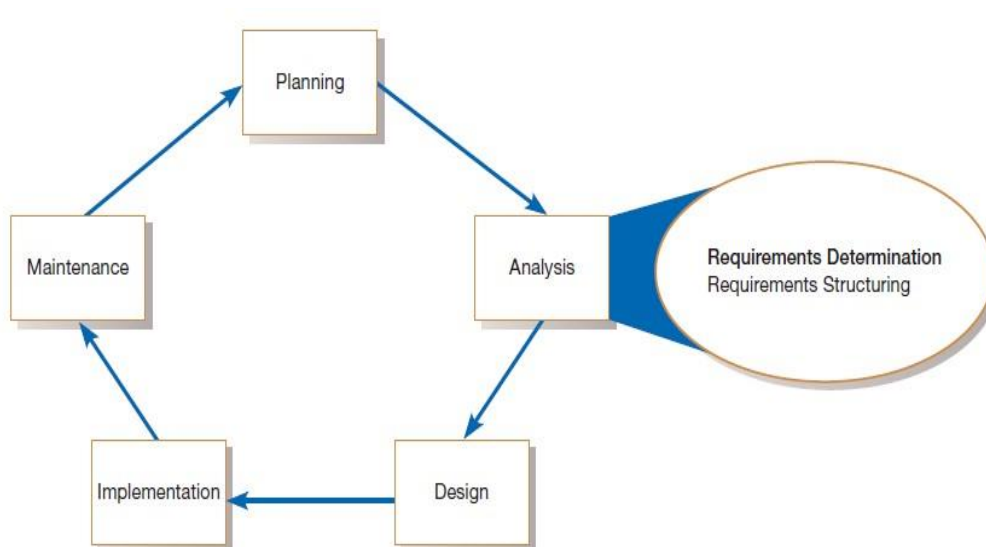 Planning
Maintenance
Analysis
Requirements Determination
Requirements Structuring
Implementation
Design